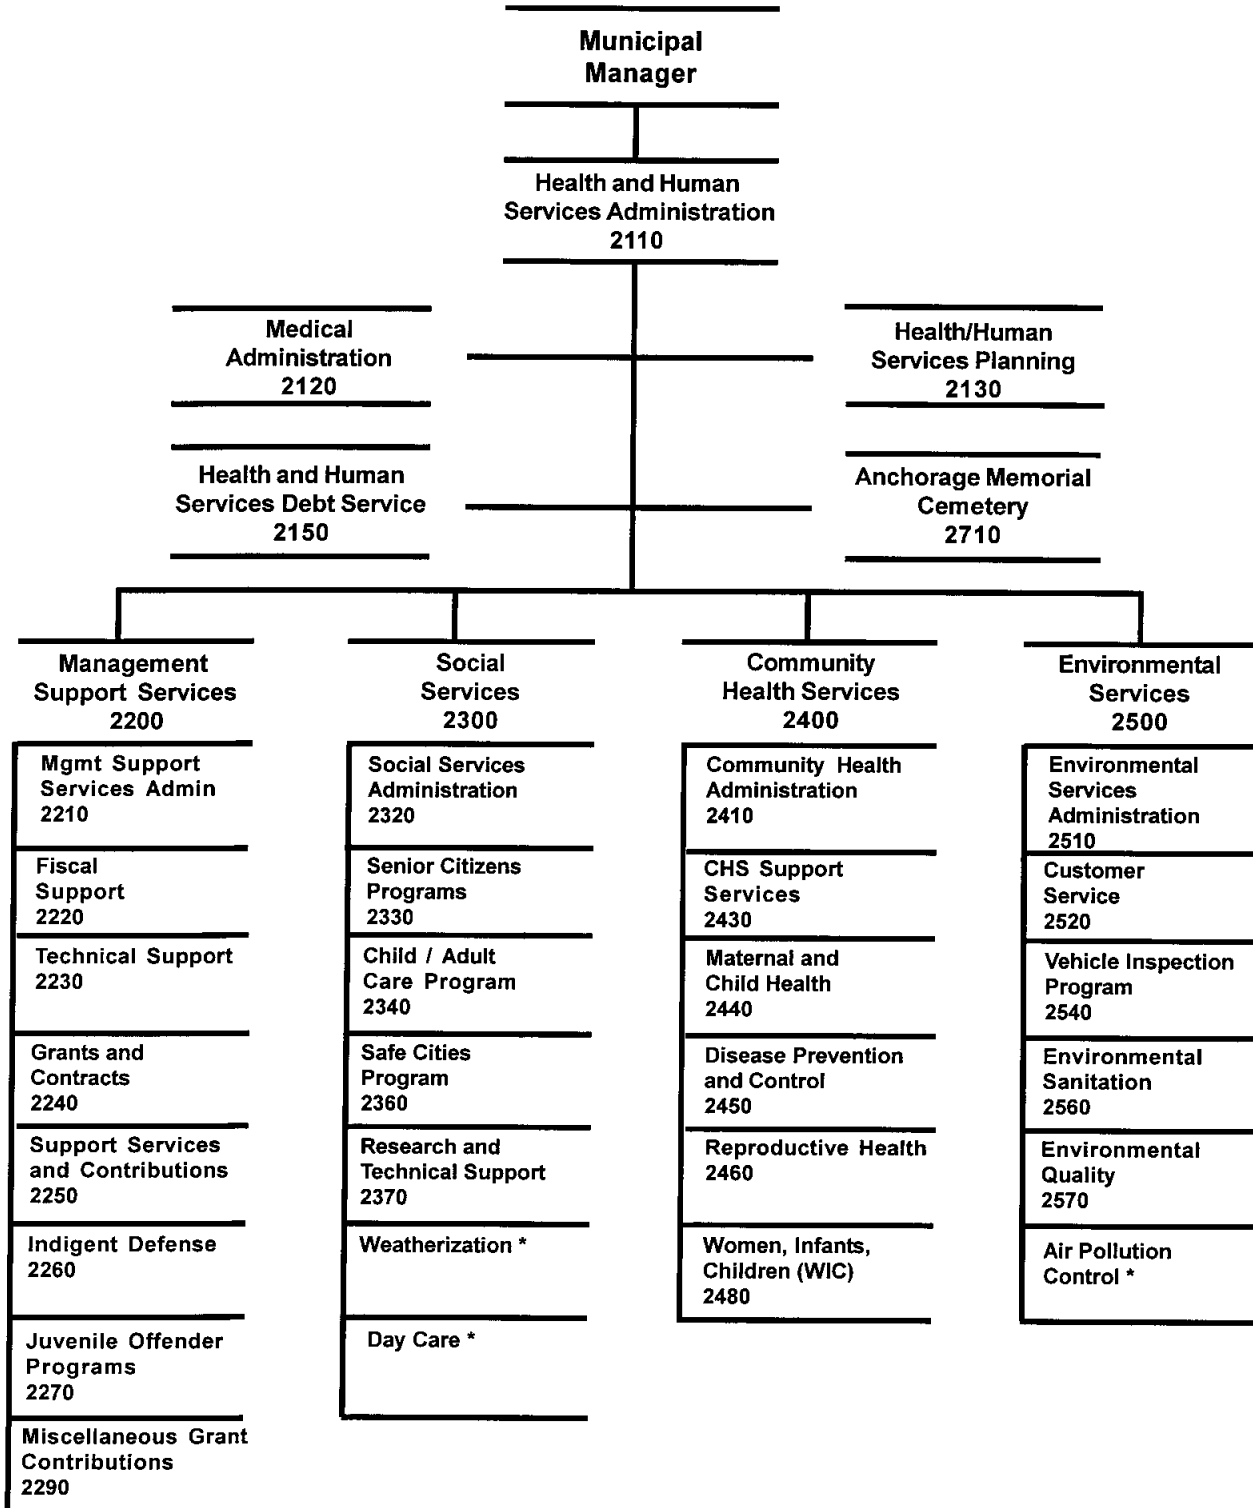 Municipal
Manager
Health and Human
Services Administration
2110
Medical
Administration
2120
Health/Human
Services Planning
2130
Health and Human
Services Debt Service
2150
Anchorage Memorial
Cemetery
2710
Management
Support Services
2200
Mgmt Support
Services Admin
2210
Fiscal
Support
2220
Technical Support
2230
Grants and
Contracts
2240
Support Services
and Contributions
2250
Indigent Defense
2260
Juvenile Offender
Programs
2270
Miscellaneous Grant
Contributions
2290
Social
Services
2300
Social Services
Administration
2320
Senior Citizens
Programs
2330
Child / Adult
Care Program
2340
Safe Cities
Program
2360
Research and
Technical Support
2370
Weatherization *
Day Care *
Community
Health Services
2400
Community Health
Administration
2410
CHS Support
Services
2430
Maternal and
Child Health
2440
Disease Prevention
and Control
2450
Reproductive Health
2460
Women, Infants,
Children (WIC)
2480
Environmental
Services
2500
Environmental
Services
Administration
2510
Customer
Service
2520
Vehicle Inspection
Program
2540
Environmental
Sanitation
2560
Environmental
Quality
2570
Air Pollution
Control *